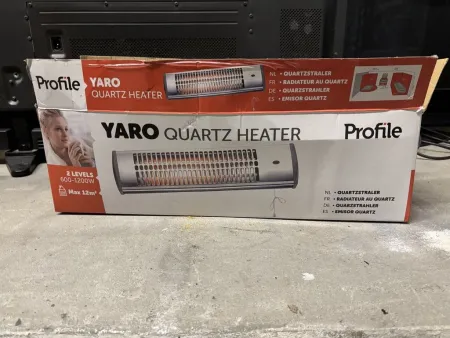 Profile
YARO
QUARTZ HEATER
NL • QUARTZSTRALER
FR • RADIATEUR AU QUARTZ
DE • QUARZSTRAHLER
ES • EMISOR QUARTZ
YARO QUARTZ HEATER
Profile
2 LEVELS
600-1200W
Max 12m²
NL • QUARTZSTRALER
FR • RADIATEUR AU QUARTZ
DE • QUARZSTRAHLER
ES • EMISOR QUARTZ